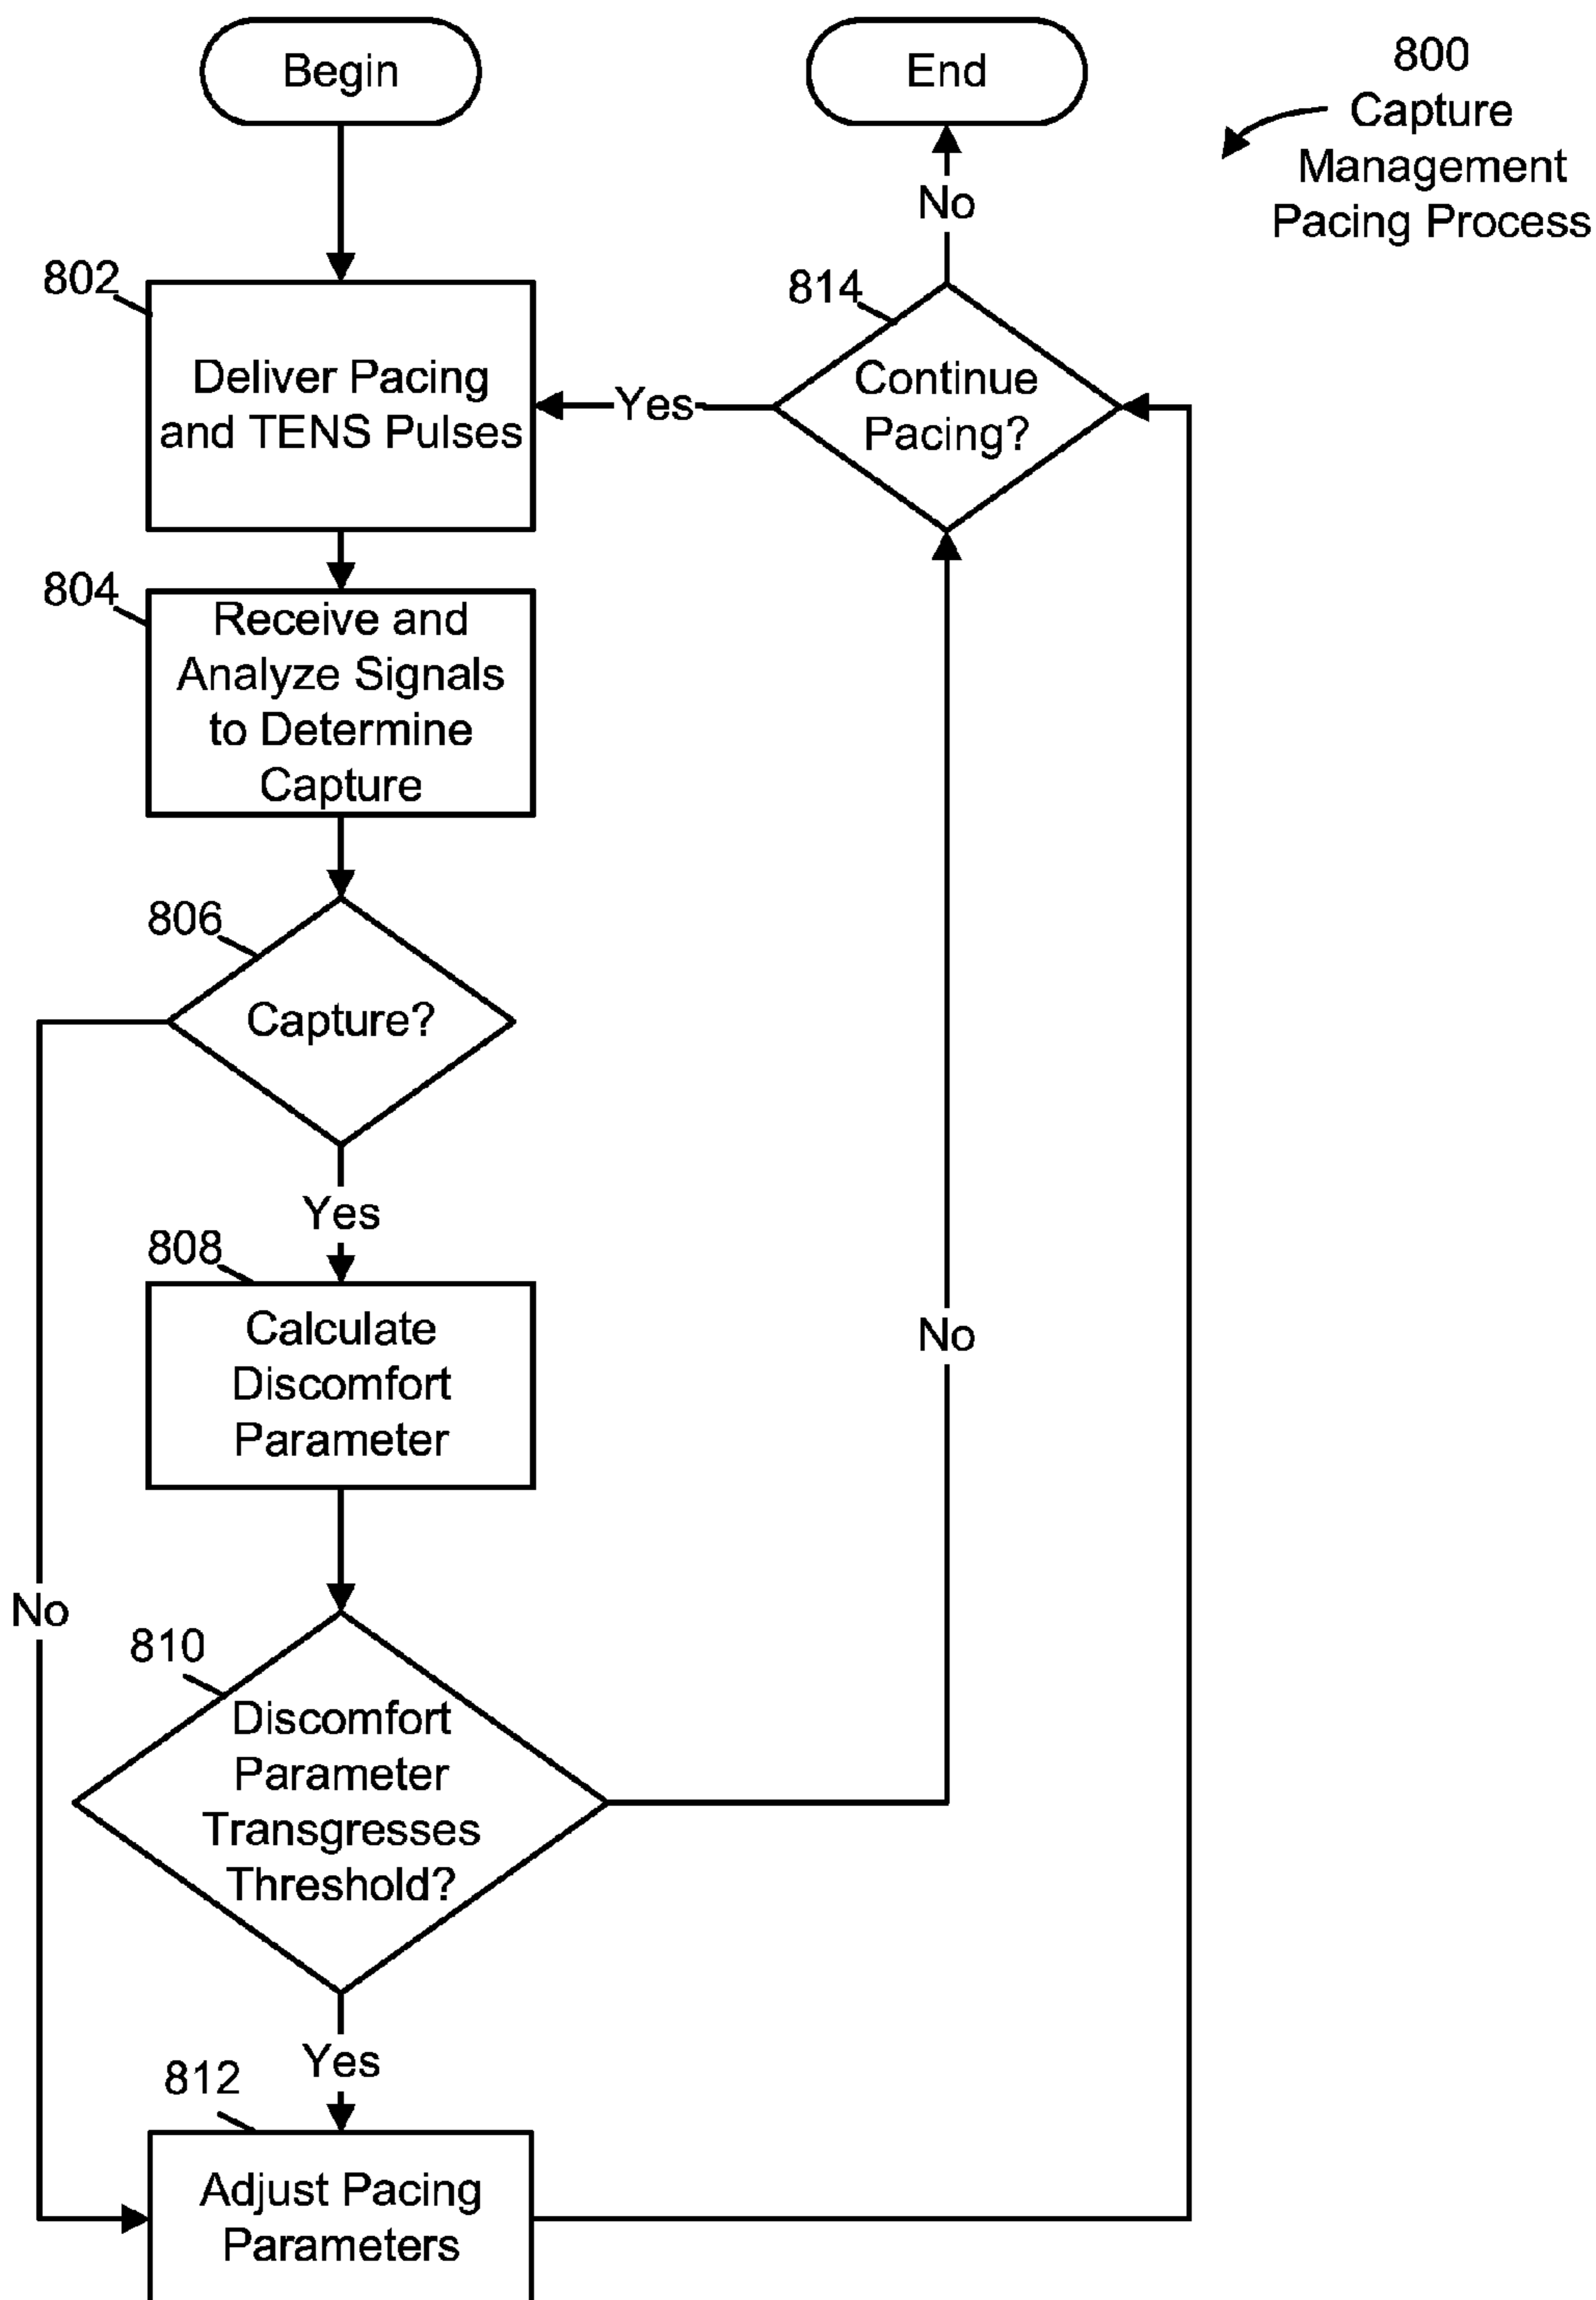 Begin
End
800
Capture
Management
Pacing Process
No
802
814
Deliver Pacing
and TENS Pulses
Yes
Continue
Pacing?
804
Receive and
Analyze Signals
to Determine
Capture
806
Capture?
Yes
808
Calculate
Discomfort
Parameter
No
No
810
Discomfort
Parameter
Transgresses
Threshold?
Yes
812
Adjust Pacing
Parameters